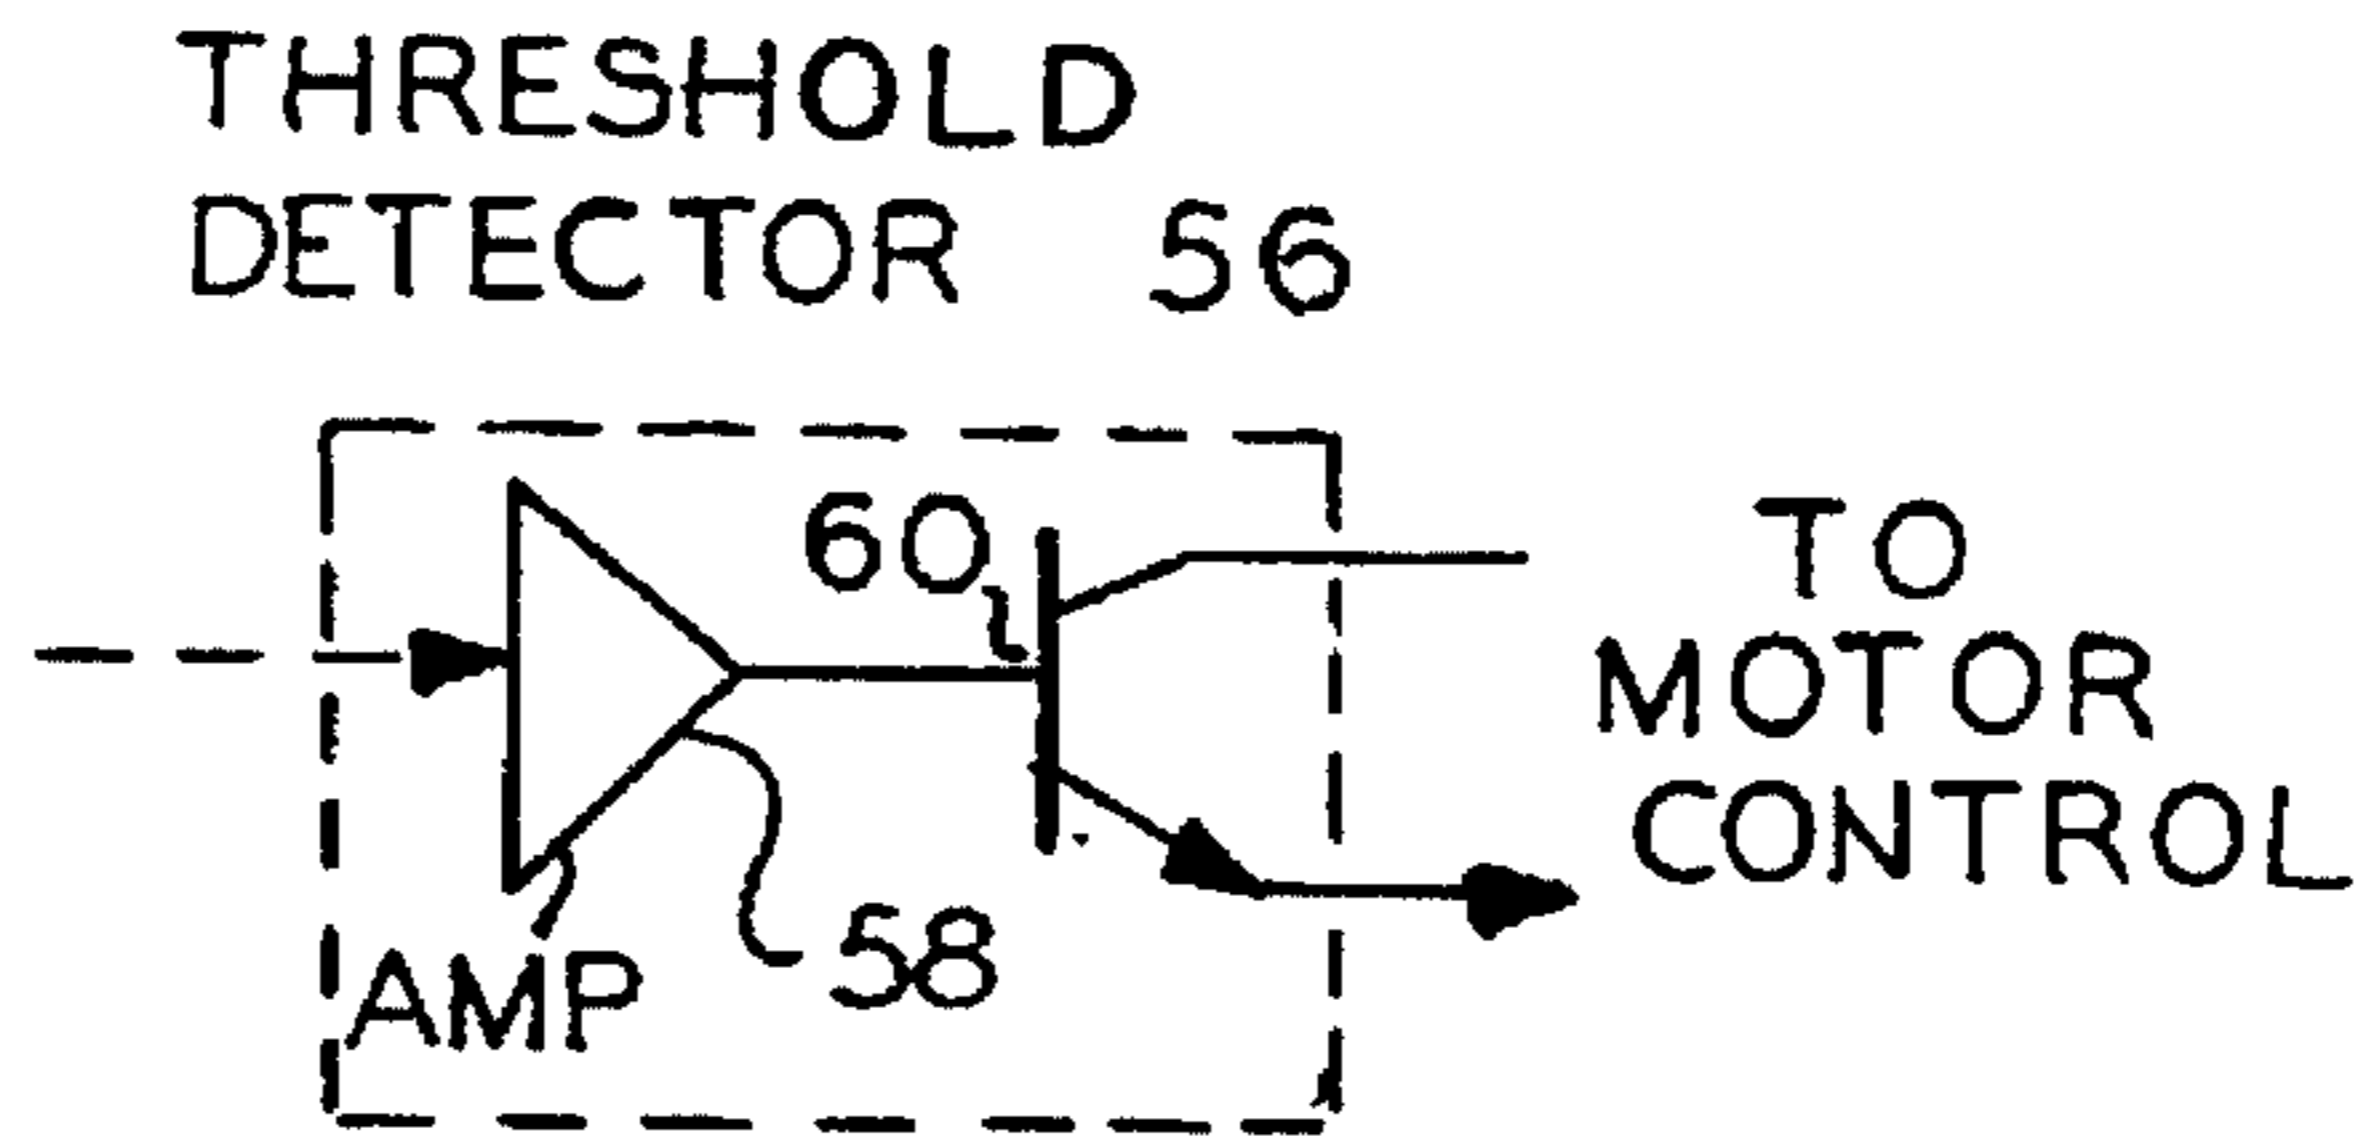 THRESHOLD
DETECTOR 56
60
TO
MOTOR
CONTROL
58
AMP